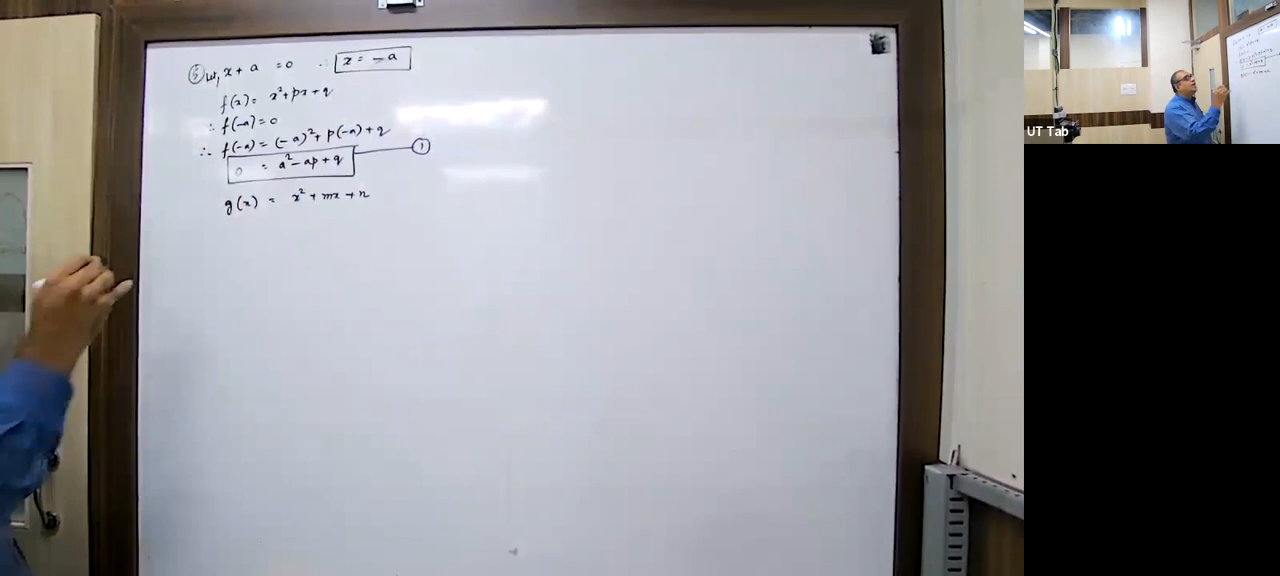 ③ Let, x + a = 0 ∴ x = -a
f(x) = x² + px + q
∴ f(-a) = 0
∴ f(-a) = (-a)² + p(-a) + q
0 = a² - ap + q ①
g(x) = x² + mx + n
UT Tab